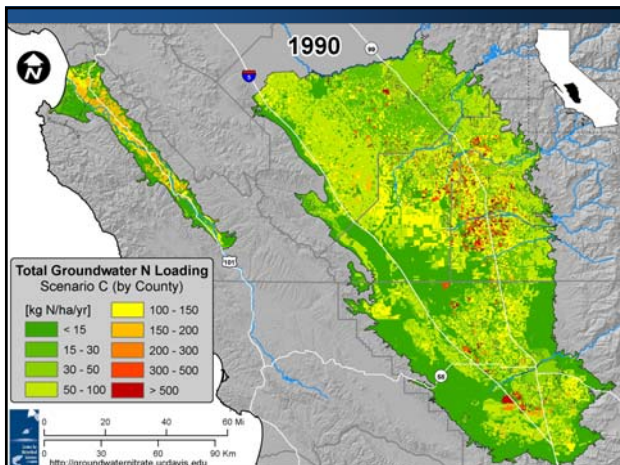 1990
N
5
99
101
58
Total Groundwater N Loading
Scenario C (by County)
[kg N/ha/yr]
< 15
15 - 30
30 - 50
50 - 100
100 - 150
150 - 200
200 - 300
300 - 500
> 500
0 20 40 60 Mi
0 30 60 90 Km
http://groundwaternitrate.ucdavis.edu